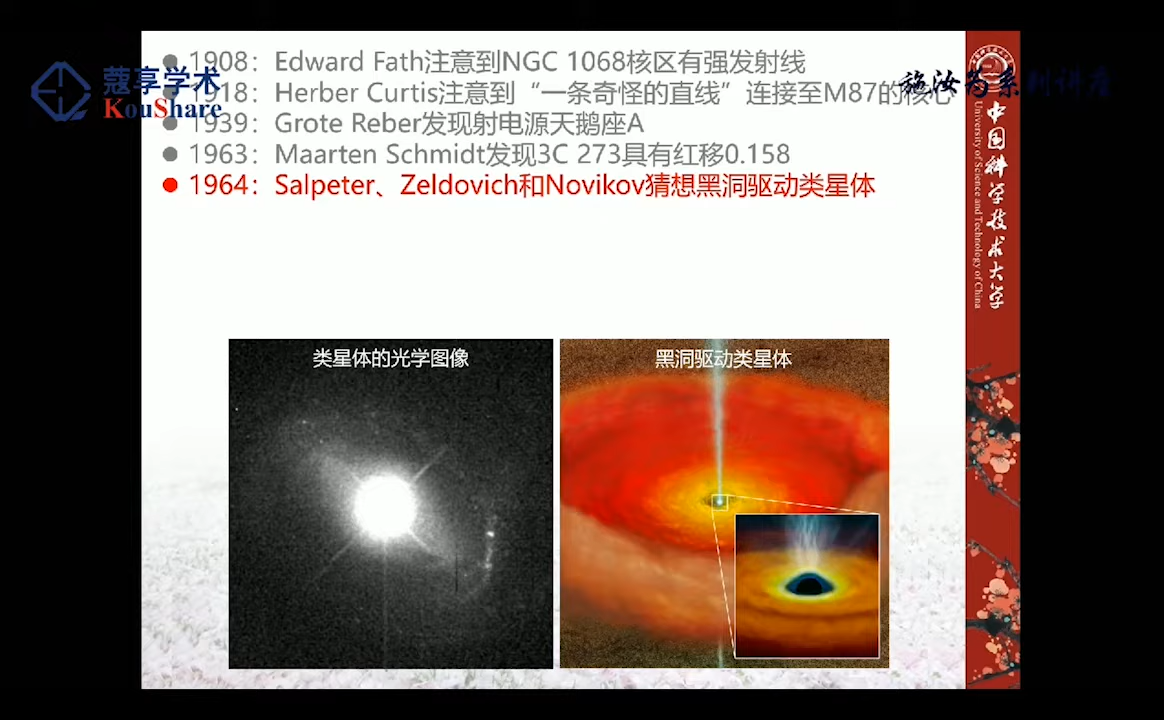 1908：Edward Fath注意到NGC 1068核区有强发射线
1918：Herber Curtis注意到“一条奇怪的直线”连接至M87的核心
1939：Grote Reber发现射电源天鹅座A
1963：Maarten Schmidt发现3C 273具有红移0.158
1964：Salpeter、Zeldovich和Novikov猜想黑洞驱动类星体
蔻享学术
KouShare
施汝为系列讲座
中国科学技术大学
University of Science and Technology of China
类星体的光学图像
黑洞驱动类星体